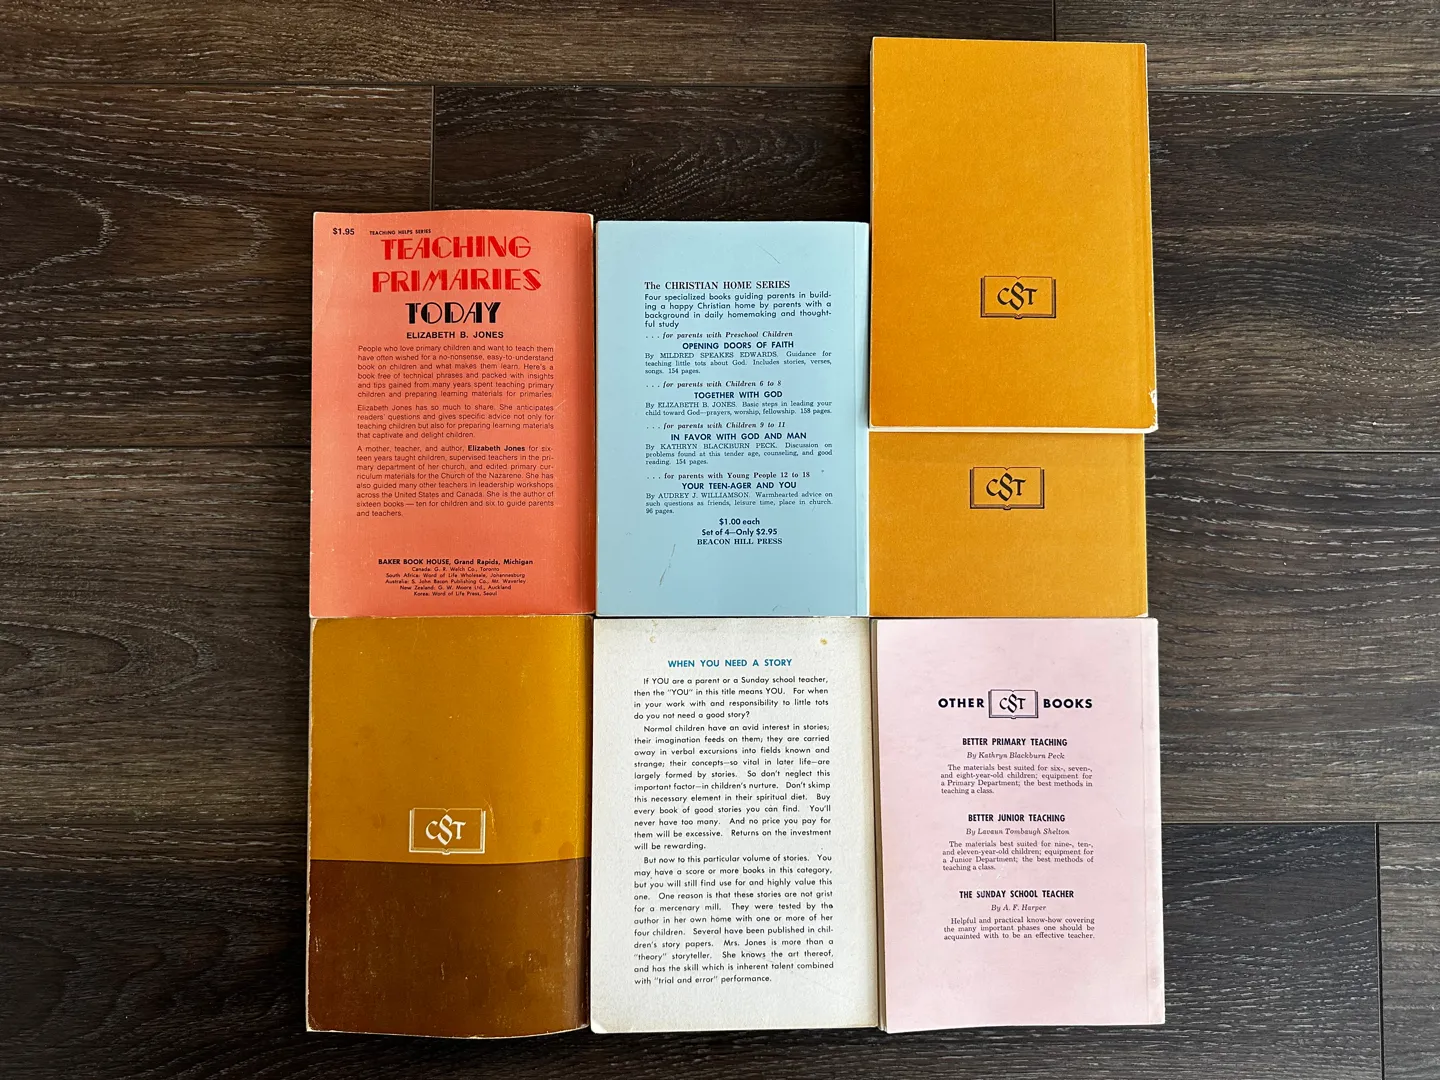 $1.95 TEACHING HELPS SERIES
TEACHING
PRIMARIES
TODAY
ELIZABETH B. JONES
People who love primary children and want to teach them
have often wished for a no-nonsense, easy-to-understand
book on children and what makes them learn. Here's a
book free of technical phrases and packed with insights
and tips gained from many years spent teaching primary
children and preparing learning materials for primaries.
Elizabeth Jones has so much to share. She anticipates
readers' questions and gives specific advice not only for
teaching children but also for preparing learning materials
that captivate and delight children.
A mother, teacher, and author, Elizabeth Jones for six-
teen years taught children, supervised teachers in the pri-
mary department of her church, and edited primary cur-
riculum materials for the Church of the Nazarene. She has
also guided many other teachers in leadership workshops
across the United States and Canada. She is the author of
sixteen books — ten for children and six to guide parents
and teachers.
BAKER BOOK HOUSE, Grand Rapids, Michigan
Canada: G. R. Welch Co., Toronto
South Africa: Word of Life Wholesale, Johannesburg
Australia: S. John Bacon Publishing Co., Mt. Waverley
New Zealand: G. W. Moore Ltd., Auckland
Korea: Word of Life Press, Seoul
The CHRISTIAN HOME SERIES
Four specialized books guiding parents in build-
ing a happy Christian home by parents with a
background in daily homemaking and thought-
ful study
. . . for parents with Preschool Children
OPENING DOORS OF FAITH
By MILDRED SPEAKES EDWARDS. Guidance for
teaching little tots about God. Includes stories, verses,
songs. 154 pages.
. . . for parents with Children 6 to 8
TOGETHER WITH GOD
By ELIZABETH B. JONES. Basic steps in leading your
child toward God—prayers, worship, fellowship. 158 pages.
. . . for parents with Children 9 to 11
IN FAVOR WITH GOD AND MAN
By KATHRYN BLACKBURN PECK. Discussion on
problems found at this tender age, counseling, and good
reading. 154 pages.
. . . for parents with Young People 12 to 18
YOUR TEEN-AGER AND YOU
By AUDREY J. WILLIAMSON. Warmhearted advice on
such questions as friends, leisure time, place in church.
96 pages.
$1.00 each
Set of 4—Only $2.95
BEACON HILL PRESS
CST
CST
CST
WHEN YOU NEED A STORY
If YOU are a parent or a Sunday school teacher,
then the "YOU" in this title means YOU. For when
in your work with and responsibility to little tots
do you not need a good story?
Normal children have an avid interest in stories;
their imagination feeds on them; they are carried
away in verbal excursions into fields known and
strange; their concepts—so vital in later life—are
largely formed by stories. So don't neglect this
important factor—in children's nurture. Don't skimp
this necessary element in their spiritual diet. Buy
every book of good stories you can find. You'll
never have too many. And no price you pay for
them will be excessive. Returns on the investment
will be rewarding.
But now to this particular volume of stories. You
may have a score or more books in this category,
but you will still find use for and highly value this
one. One reason is that these stories are not grist
for a mercenary mill. They were tested by the
author in her own home with one or more of her
four children. Several have been published in chil-
dren's story papers. Mrs. Jones is more than a
"theory" storyteller. She knows the art thereof,
and has the skill which is inherent talent combined
with "trial and error" performance.
OTHER CST BOOKS
BETTER PRIMARY TEACHING
By Kathryn Blackburn Peck
The materials best suited for six-, seven-,
and eight-year-old children; equipment for
a Primary Department; the best methods in
teaching a class.
BETTER JUNIOR TEACHING
By Lavaun Tombaugh Shelton
The materials best suited for nine-, ten-,
and eleven-year-old children; equipment for
a Junior Department; the best methods of
teaching a class.
THE SUNDAY SCHOOL TEACHER
By A. F. Harper
Helpful and practical know-how covering
the many important phases one should be
acquainted with to be an effective teacher.